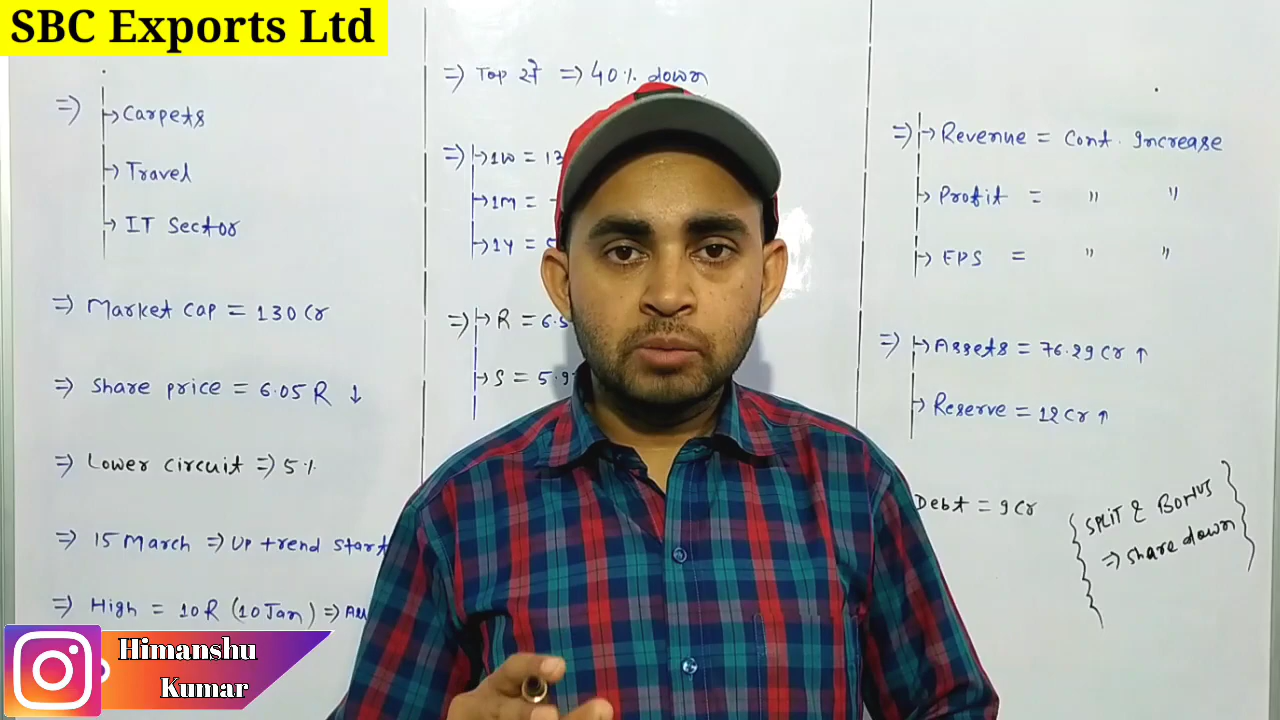 SBC Exports Ltd
⇒ Carpets
→ Travel
→ IT Sector
⇒ Market cap = 130 Cr
⇒ Share price = 6.05 R ↓
⇒ Lower circuit ⇒ 5%
⇒ 15 March ⇒ Up trend start
⇒ High = 10 R (10 Jan) ⇒
⇒ Top से ⇒ 40% down
⇒ → 1W =
→ 1M = -
→ 1Y =
⇒ → R = 6.5
→ S = 5.9
⇒ → Revenue = Cont. Increase
→ Profit = " "
→ EPS = " "
⇒ → Assets = 76.29 Cr ↑
→ Reserve = 12 Cr ↑
Debt = 9 Cr
SPLIT & BONUS
⇒ share down
Himanshu
Kumar